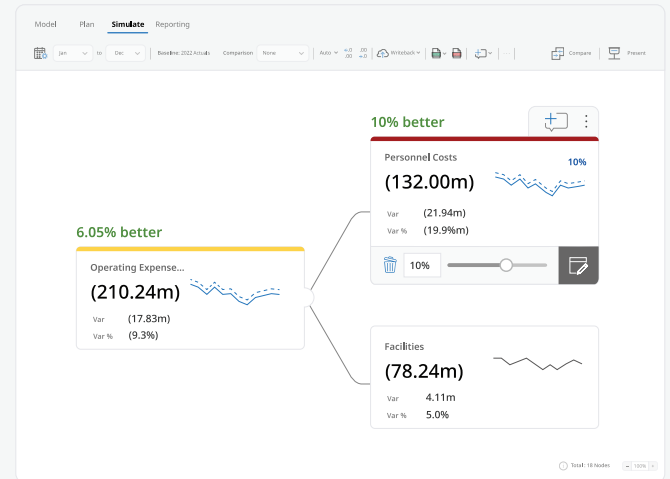 Model Plan Simulate Reporting
Jan to Dec Baseline: 2022 Actuals Comparison None Auto Writeback Compare Present
10% better
Personnel Costs
10%
(132.00m)
Var (21.94m)
Var % (19.9%m)
10%
6.05% better
Operating Expense...
(210.24m)
Var (17.83m)
Var % (9.3%)
Facilities
(78.24m)
Var 4.11m
Var % 5.0%
Total: 18 Nodes - 100% +